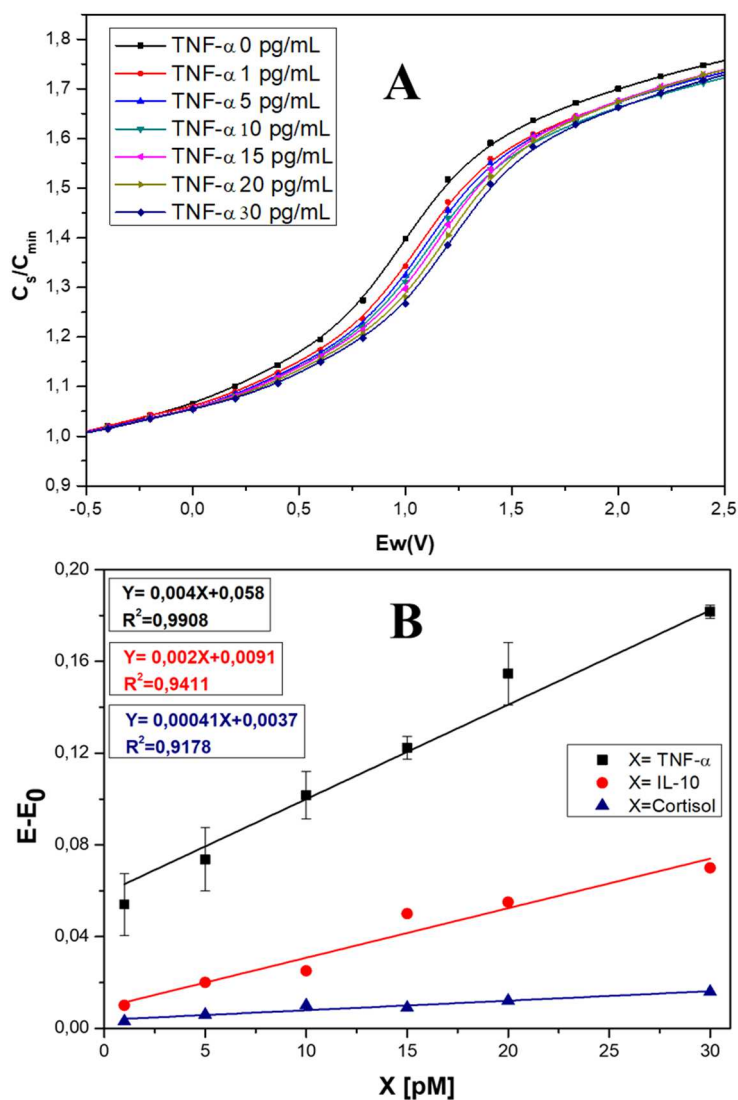 A
TNF-α 0 pg/mL
TNF-α 1 pg/mL
TNF-α 5 pg/mL
TNF-α 10 pg/mL
TNF-α 15 pg/mL
TNF-α 20 pg/mL
TNF-α 30 pg/mL
1,8
1,7
1,6
1,5
1,4
1,3
1,2
1,1
1,0
0,9
Cs/Cmin
-0,5 0,0 0,5 1,0 1,5 2,0 2,5
Ew(V)
B
Y= 0,004X+0,058
R²=0,9908
Y= 0,002X+0,0091
R²=0,9411
Y= 0,00041X+0,0037
R²=0,9178
X= TNF-α
X= IL-10
X=Cortisol
0,20
0,16
0,12
0,08
0,04
0,00
E-E0
0 5 10 15 20 25 30
X [pM]